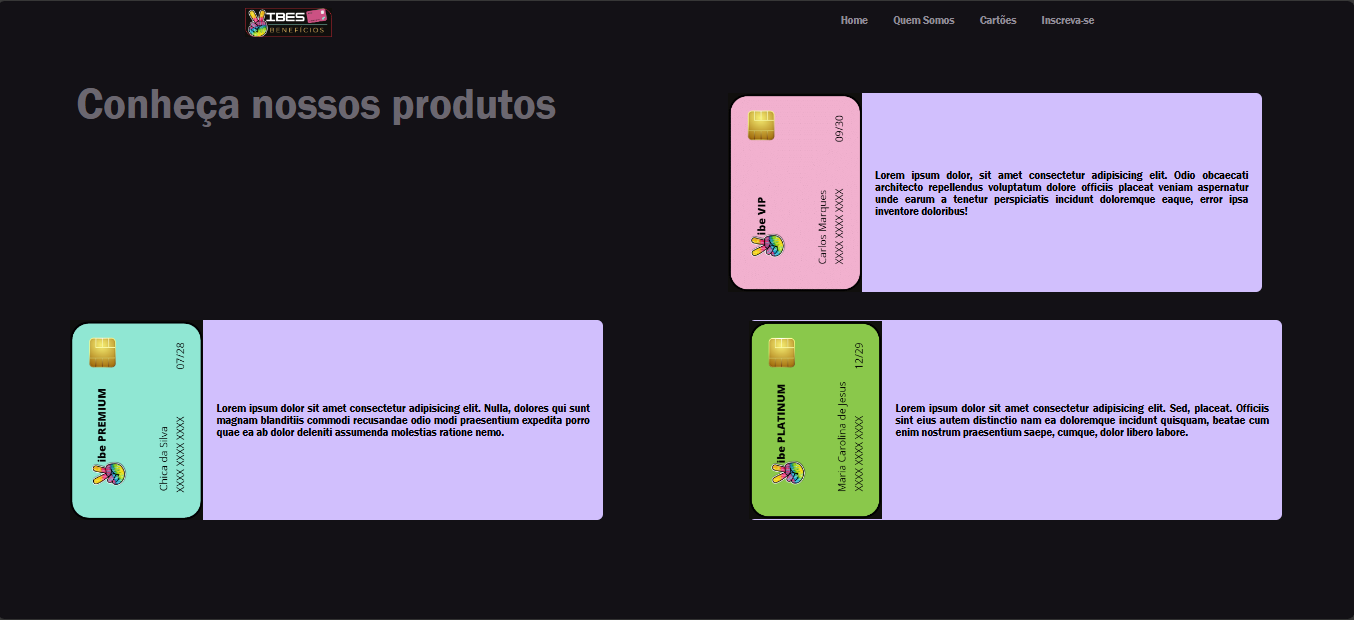 IBES
BENEFÍCIOS
Home
Quem Somos
Cartões
Inscreva-se
Conheça nossos produtos
09/30
ibe VIP
Carlos Marques
XXXX XXXX XXXX
Lorem ipsum dolor, sit amet consectetur adipisicing elit. Odio obcaecati
architecto repellendus voluptatum dolore officiis placeat veniam aspernatur
unde earum a tenetur perspiciatis incidunt doloremque eaque, error ipsa
inventore doloribus!
07/28
ibe PREMIUM
Chica da Silva
XXXX XXXX XXXX
Lorem ipsum dolor sit amet consectetur adipisicing elit. Nulla, dolores qui sunt
magnam blanditiis commodi recusandae odio modi praesentium expedita porro
quae ea ab dolor deleniti assumenda molestias ratione nemo.
12/29
ibe PLATINUM
Maria Carolina de Jesus
XXXX XXXX XXXX
Lorem ipsum dolor sit amet consectetur adipisicing elit. Sed, placeat. Officiis
sint eius autem distinctio nam ea doloremque incidunt quisquam, beatae cum
enim nostrum praesentium saepe, cumque, dolor libero labore.